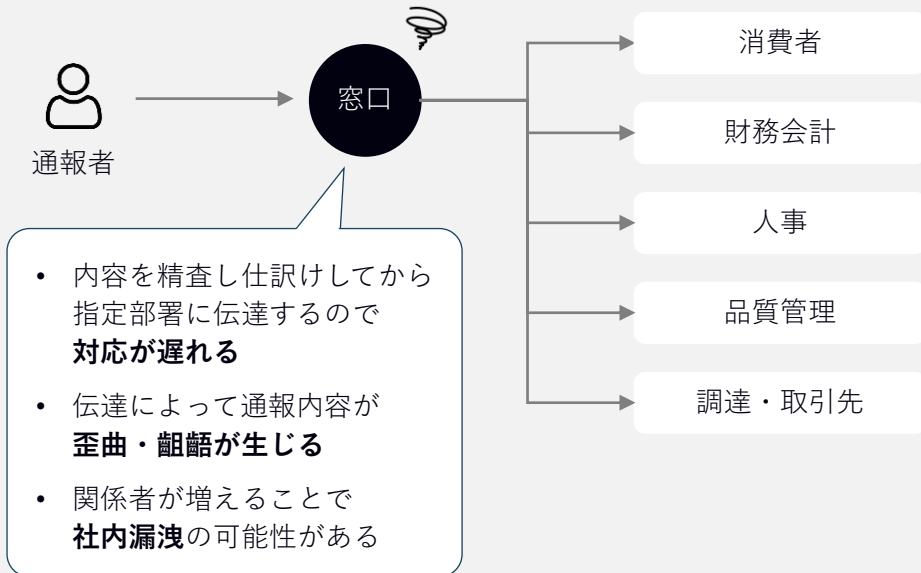 通報者
窓口
消費者
財務会計
人事
品質管理
調達・取引先
• 内容を精査し仕訳けしてから
指定部署に伝達するので
対応が遅れる
• 伝達によって通報内容が
歪曲・齟齬が生じる
• 関係者が増えることで
社内漏洩の可能性がある